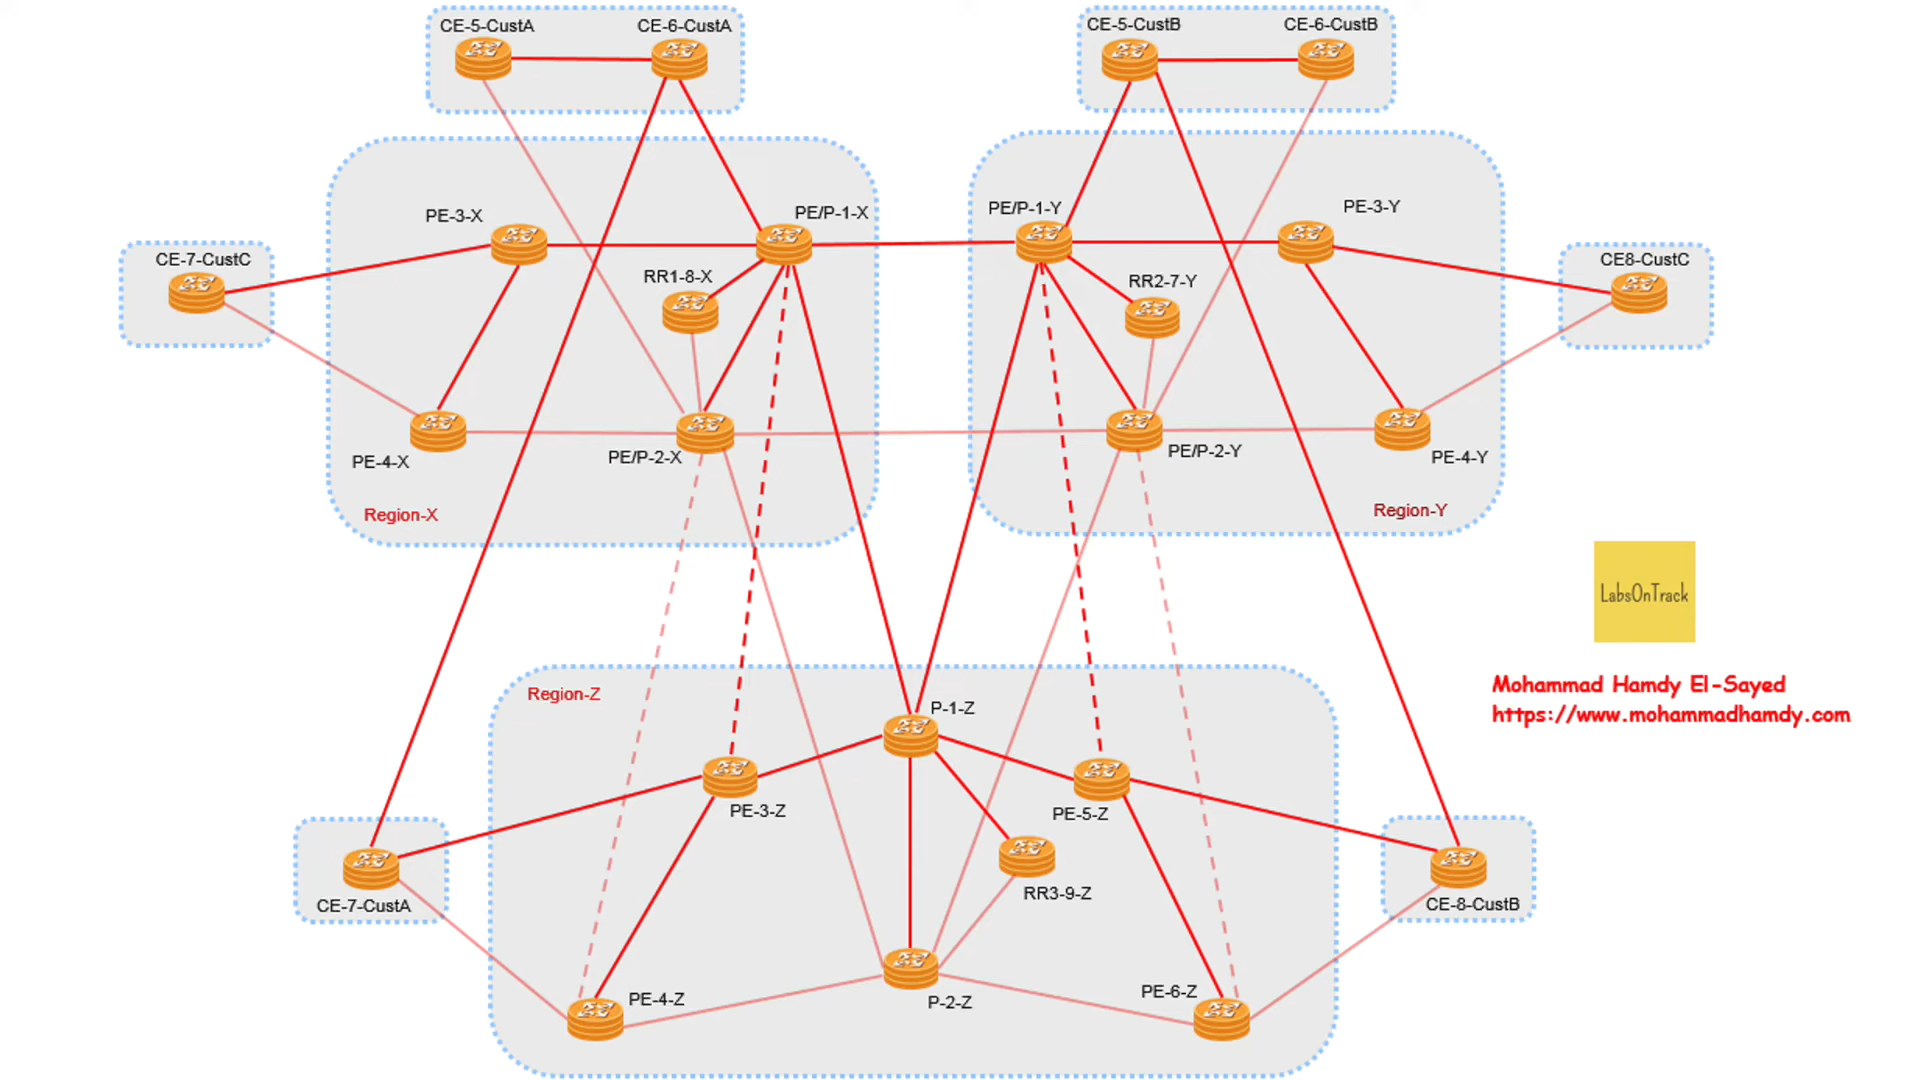 CE-5-CustA
CE-6-CustA
CE-5-CustB
CE-6-CustB
PE-3-X
PE/P-1-X
PE/P-1-Y
PE-3-Y
CE-7-CustC
RR1-8-X
RR2-7-Y
CE8-CustC
PE-4-X
PE/P-2-X
PE/P-2-Y
PE-4-Y
Region-X
Region-Y
LabsOnTrack
Mohammad Hamdy El-Sayed
https://www.mohammadhamdy.com
Region-Z
P-1-Z
PE-3-Z
PE-5-Z
RR3-9-Z
CE-7-CustA
CE-8-CustB
PE-4-Z
P-2-Z
PE-6-Z